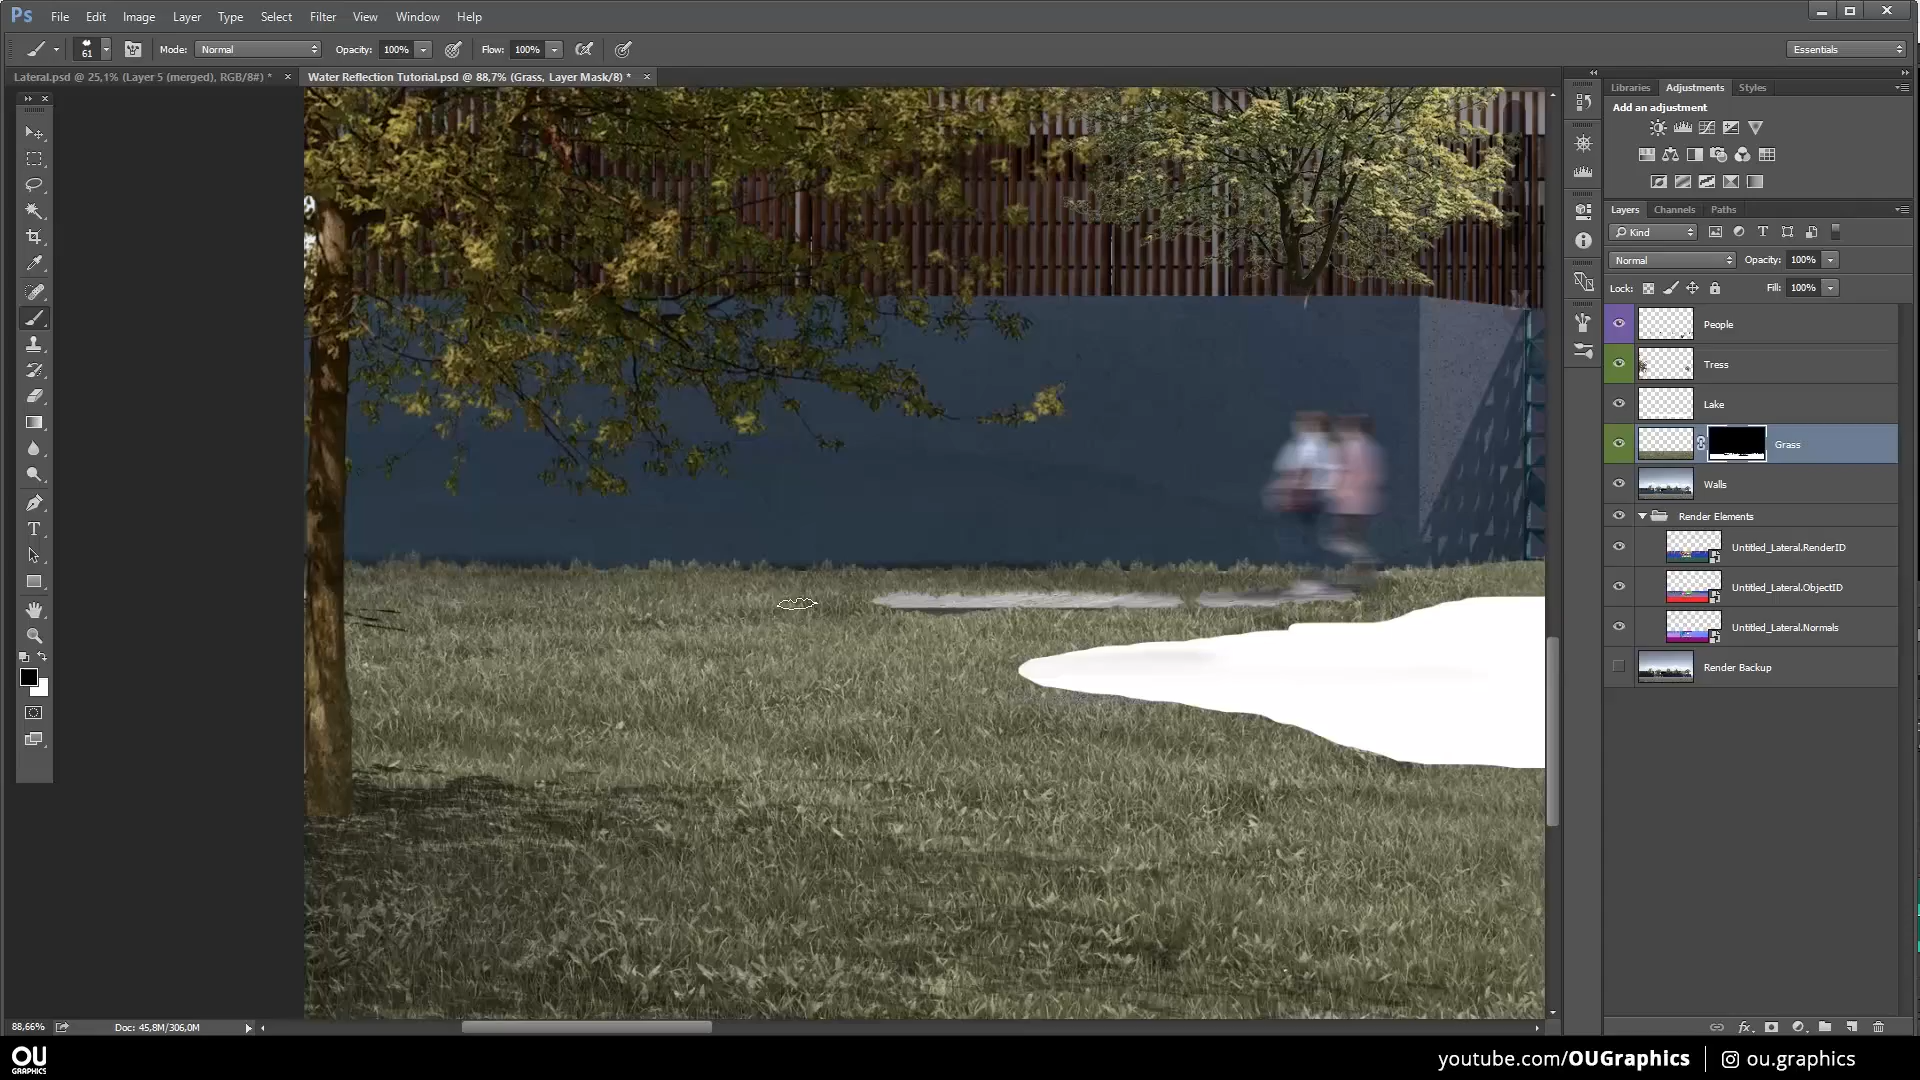 Ps File Edit Image Layer Type Select Filter View Window Help
61 Mode: Normal Opacity: 100% Flow: 100% Essentials
Lateral.psd @ 25,1% (Layer 5 (merged), RGB/8#) * × Water Reflection Tutorial.psd @ 88,7% (Grass, Layer Mask/8) * ×
Libraries Adjustments Styles
Add an adjustment
Layers Channels Paths
Kind
Normal Opacity: 100%
Lock: Fill: 100%
People
Tress
Lake
Grass
Walls
Render Elements
Untitled_Lateral.RenderID
Untitled_Lateral.ObjectID
Untitled_Lateral.Normals
Render Backup
88,66% Doc: 45,8M/306,0M
OU
GRAPHICS
youtube.com/OUGraphics ou.graphics